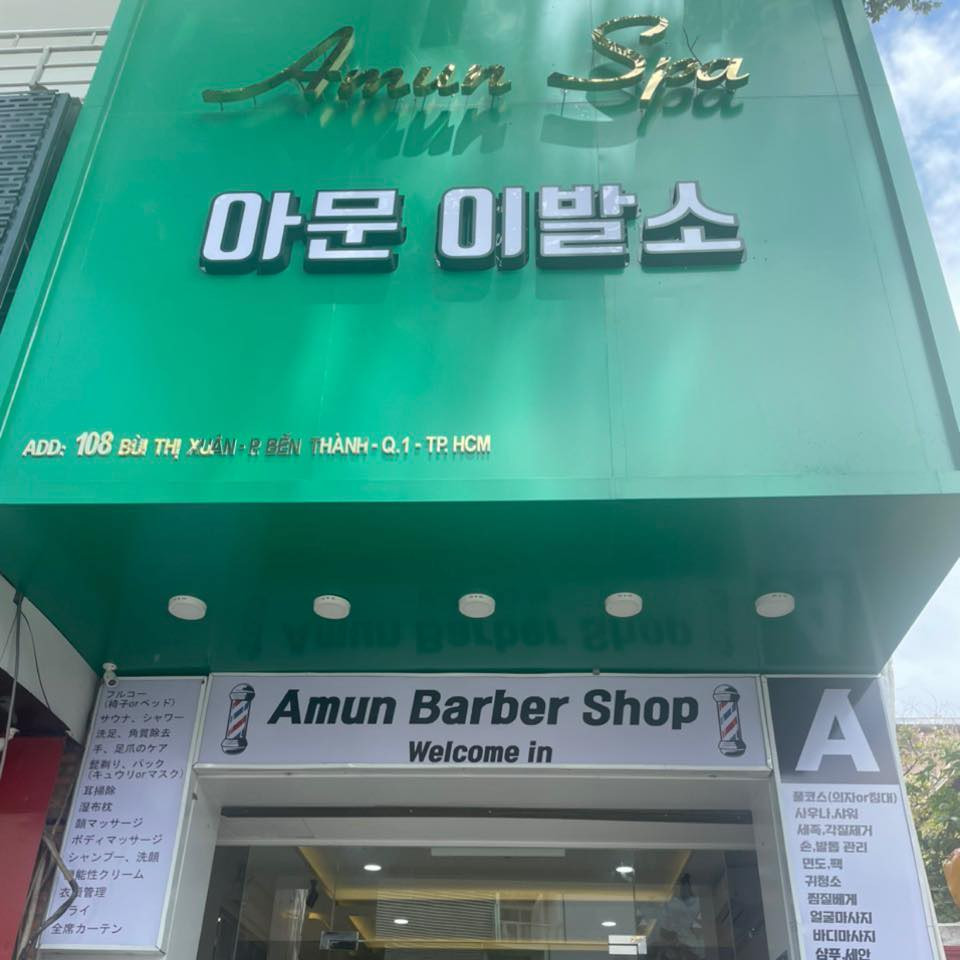 Amun Spa
아문 이발소
ADD: 108 BÙI THỊ XUÂN - P. BẾN THÀNH - Q.1 - TP. HCM
Amun Barber Shop
Welcome in
フルコー
(椅子orベッド)
サウナ、シャワー
洗足、角質除去
手、足爪のケア
髭剃り、パック
(キュウリorマスク)
耳掃除
湿布枕
顔マッサージ
ボディマッサージ
シャンプー、洗顔
機能性クリーム
管理
ライ
全席カーテン
A
풀코스(의자or침대)
사우나,샤워
세족,각질제거
손,발톱 관리
면도,팩
귀청소
찜질베게
얼굴마사지
바디마사지
샴푸,세안